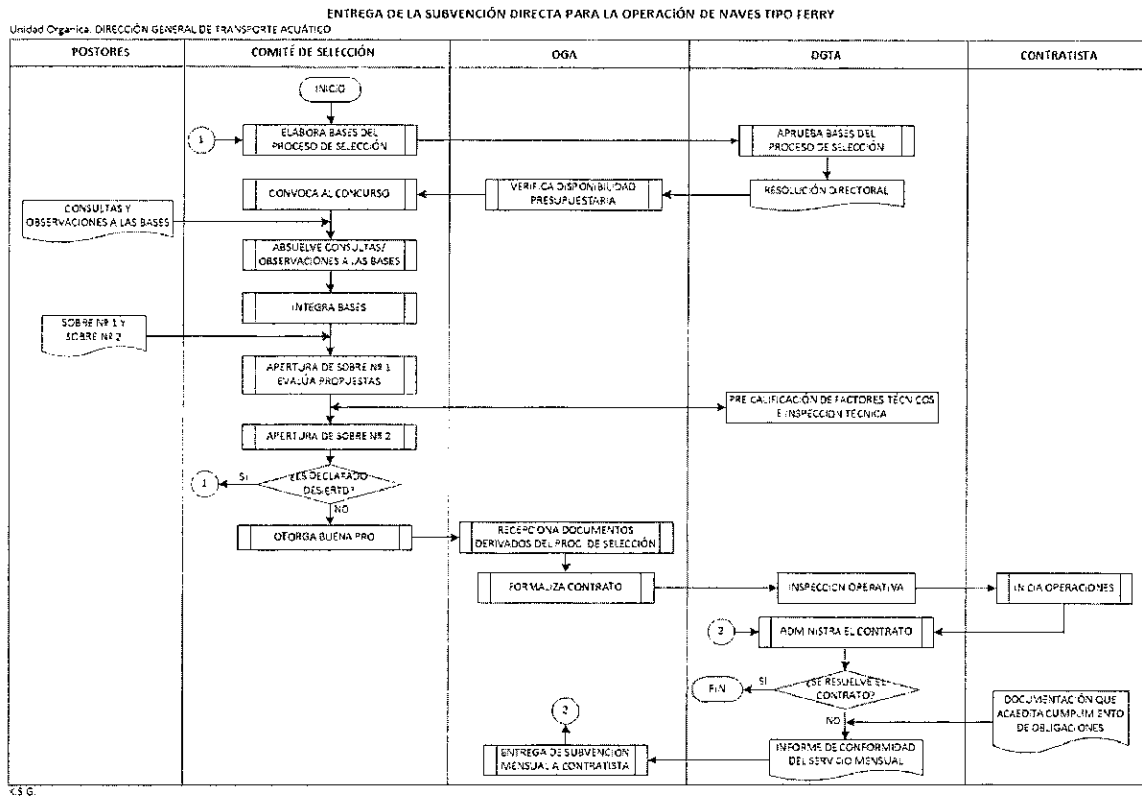 ENTREGA DE LA SUBVENCIÓN DIRECTA PARA LA OPERACIÓN DE NAVES TIPO FERRY
Unidad Organica: DIRECCIÓN GENERAL DE TRANSPORTE ACUÁTICO
POSTORES
COMITÉ DE SELECCIÓN
OGA
DGTA
CONTRATISTA
INICIO
1
ELABORA BASES DEL
PROCESO DE SELECCIÓN
APRUEBA BASES DEL
PROCESO DE SELECCIÓN
CONVOCA AL CONCURSO
VERIFICA DISPONIBILIDAD
PRESUPUESTARIA
RESOLUCIÓN DIRECTORAL
CONSULTAS Y
OBSERVACIONES A LAS BASES
ABSUELVE CONSULTAS/
OBSERVACIONES A LAS BASES
INTEGRA BASES
SOBRE Nº 1 Y
SOBRE Nº 2
APERTURA DE SOBRE Nº 1
EVALÚA PROPUESTAS
PRE CALIFICACIÓN DE FACTORES TÉCNICOS
E INSPECCIÓN TÉCNICA
APERTURA DE SOBRE Nº 2
1
SI
¿ES DECLARADO
DESIERTO?
NO
OTORGA BUENA PRO
RECEPCIONA DOCUMENTOS
DERIVADOS DEL PROC. DE SELECCIÓN
FORMALIZA CONTRATO
INSPECCIÓN OPERATIVA
INICIA OPERACIONES
2
ADMINISTRA EL CONTRATO
FIN
SI
¿SE RESUELVE EL
CONTRATO?
NO
DOCUMENTACIÓN QUE
ACAEDITA CUMPLIMIENTO
DE OBLIGACIONES
2
ENTREGA DE SUBVENCIÓN
MENSUAL A CONTRATISTA
INFORME DE CONFORMIDAD
DEL SERVICIO MENSUAL
K.S.G.